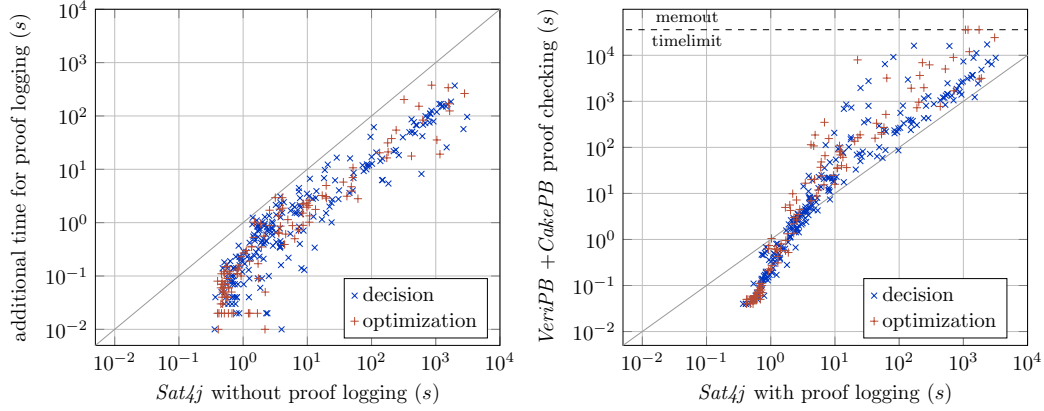 additional time for proof logging (s)
10^4
10^3
10^2
10^1
10^0
10^−1
10^−2
10^−2 10^−1 10^0 10^1 10^2 10^3 10^4
Sat4j without proof logging (s)
decision
optimization
VeriPB + CakePB proof checking (s)
memout
timelimit
10^4
10^3
10^2
10^1
10^0
10^−1
10^−2
10^−2 10^−1 10^0 10^1 10^2 10^3 10^4
Sat4j with proof logging (s)
decision
optimization